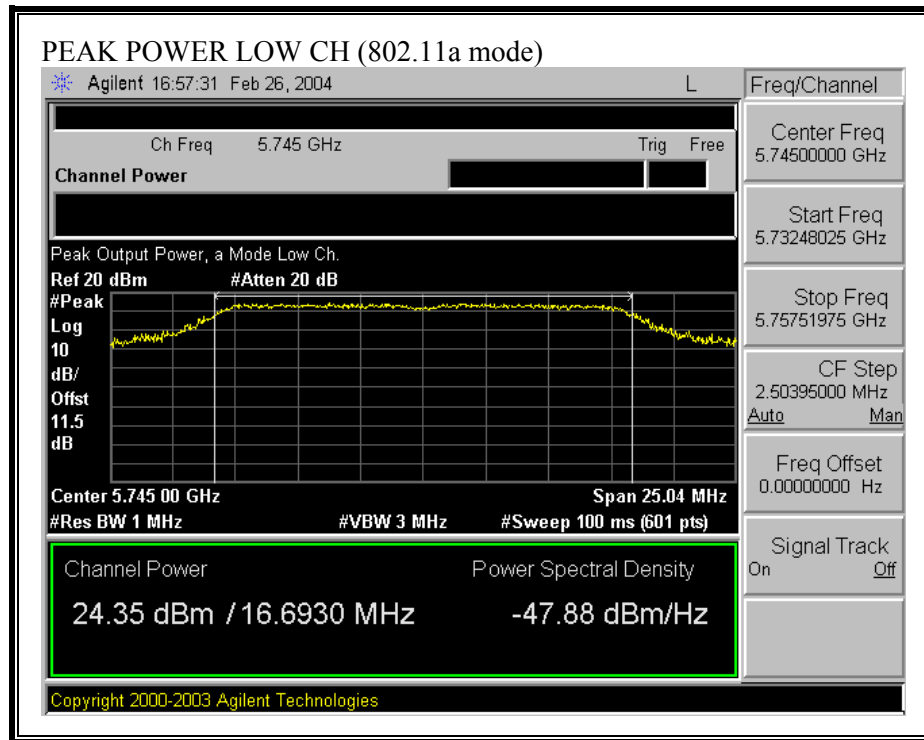 PEAK POWER LOW CH (802.11a mode)
Agilent 16:57:31 Feb 26, 2004 L
Freq/Channel
Ch Freq 5.745 GHz Trig Free
Channel Power
Peak Output Power, a Mode Low Ch.
Ref 20 dBm #Atten 20 dB
#Peak
Log
10
dB/
Offst
11.5
dB
Center 5.745 00 GHz Span 25.04 MHz
#Res BW 1 MHz #VBW 3 MHz #Sweep 100 ms (601 pts)
Channel Power Power Spectral Density
24.35 dBm / 16.6930 MHz -47.88 dBm/Hz
Copyright 2000-2003 Agilent Technologies
Center Freq
5.74500000 GHz
Start Freq
5.73248025 GHz
Stop Freq
5.75751975 GHz
CF Step
2.50395000 MHz
Auto Man
Freq Offset
0.00000000 Hz
Signal Track
On Off